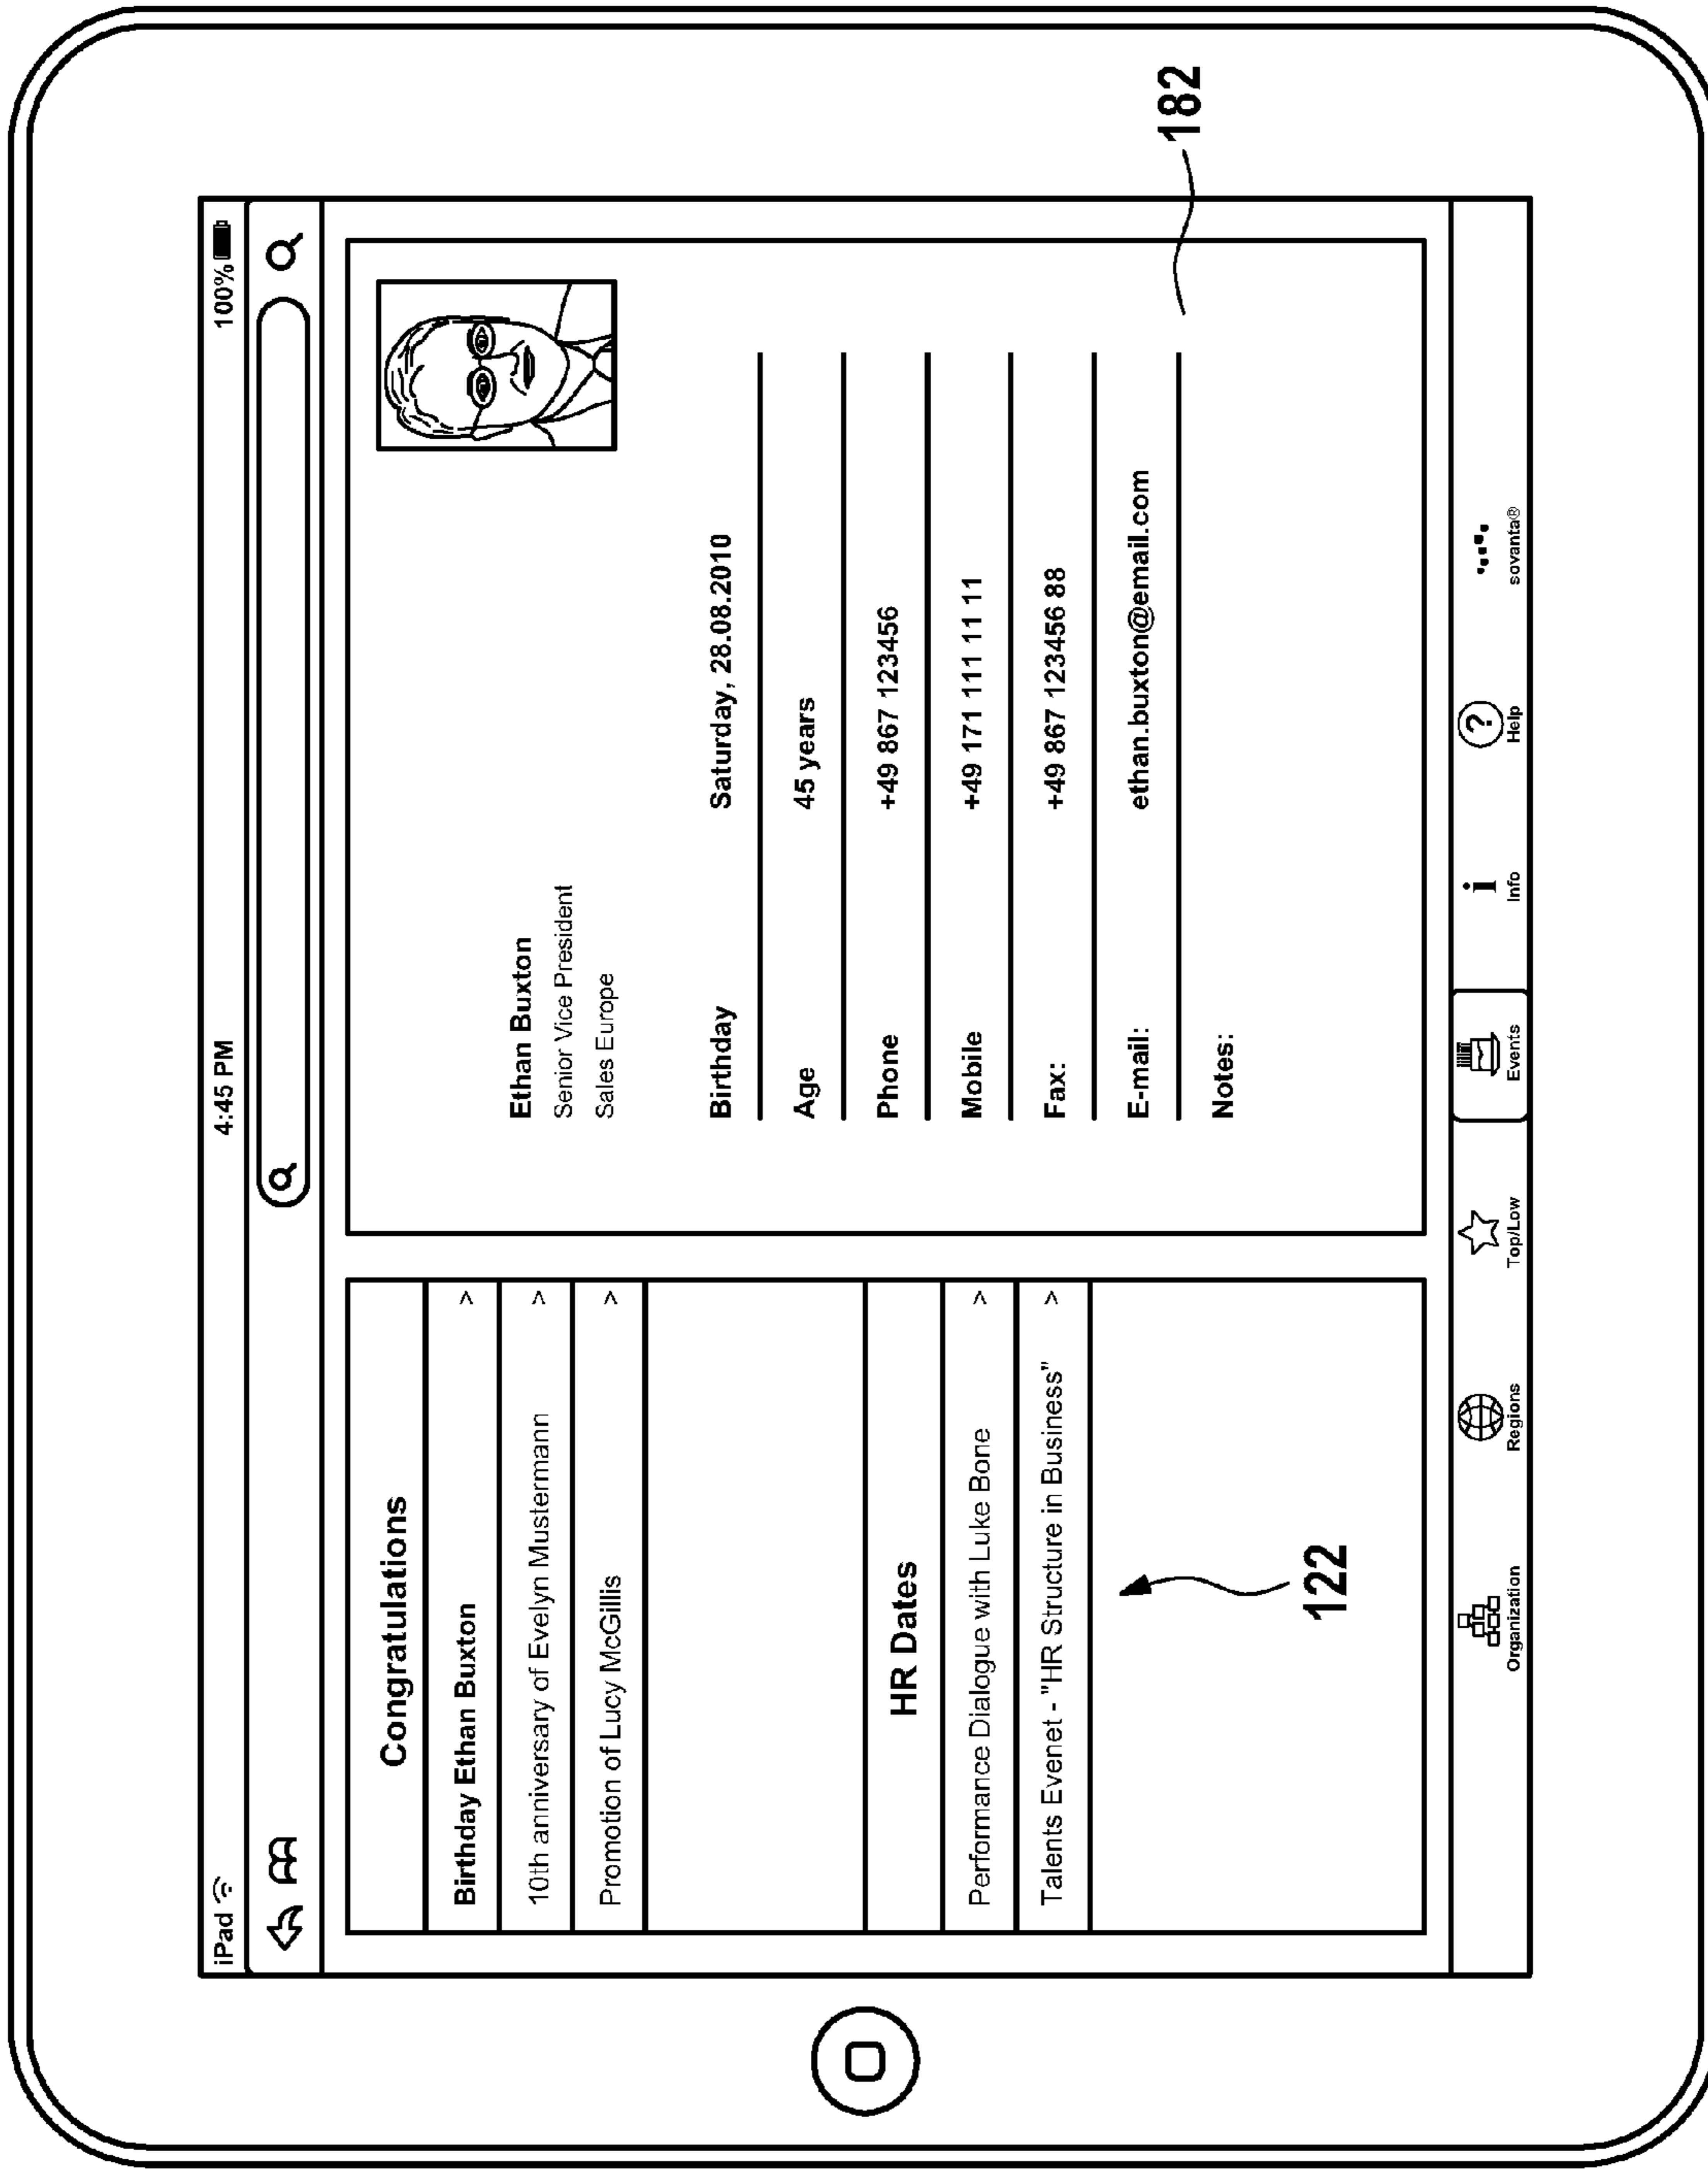 iPad 4:45 PM 100%
Congratulations
Birthday Ethan Buxton >
10th anniversary of Evelyn Mustermann >
Promotion of Lucy McGillis >
HR Dates
Performance Dialogue with Luke Bone >
Talents Evenet - "HR Structure in Business" >
122
Ethan Buxton
Senior Vice President
Sales Europe
Birthday Saturday, 28.08.2010
Age 45 years
Phone +49 867 123456
Mobile +49 171 111 11 11
Fax: +49 867 123456 88
E-mail: ethan.buxton@email.com
Notes:
182
Organization Regions Top/Low Events i Info ? Help sovanta®